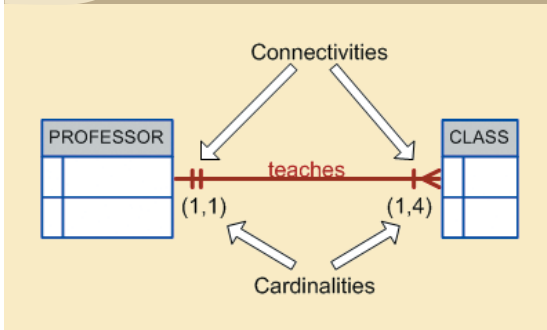 Connectivities
PROFESSOR
teaches
CLASS
(1,1)
(1,4)
Cardinalities